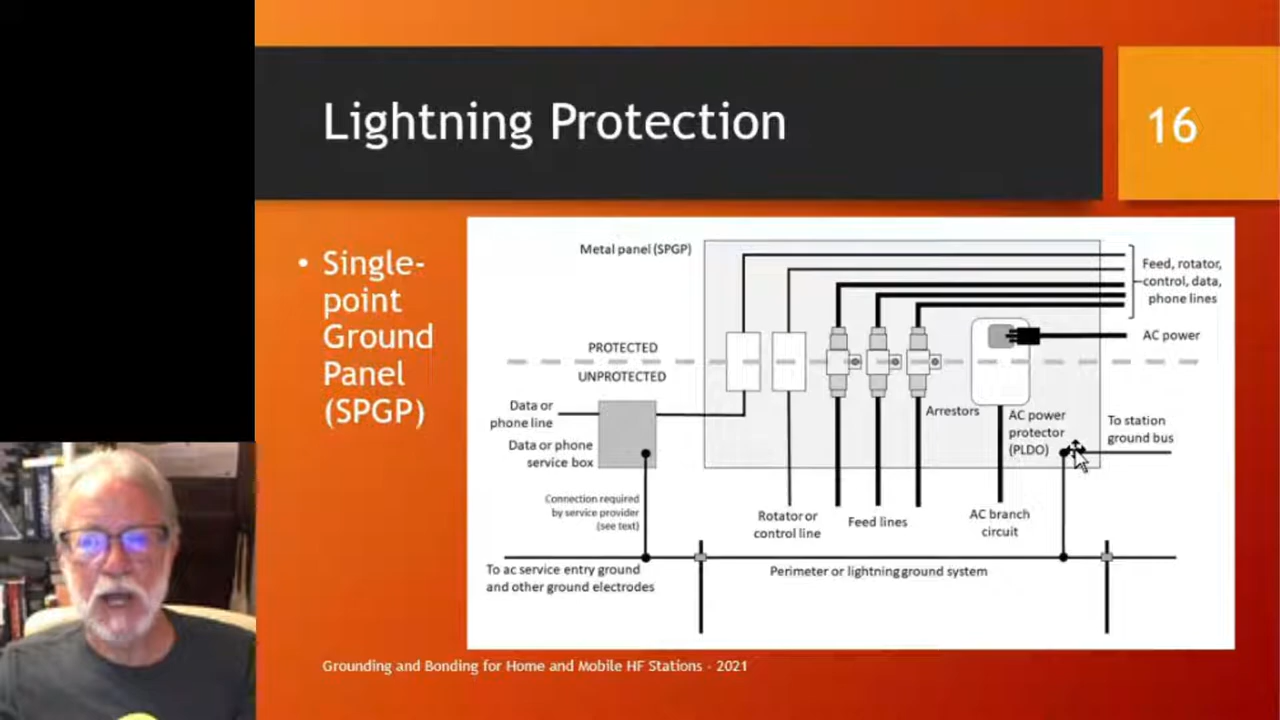 Lightning Protection
16
• Single-
point
Ground
Panel
(SPGP)
Metal panel (SPGP)
Feed, rotator,
control, data,
phone lines
AC power
PROTECTED
UNPROTECTED
Data or
phone line
Data or phone
service box
Arrestors
AC power
protector
(PLDO)
To station
ground bus
Connection required
by service provider
(see text)
Rotator or
control line
Feed lines
AC branch
circuit
To ac service entry ground
and other ground electrodes
Perimeter or lightning ground system
Grounding and Bonding for Home and Mobile HF Stations - 2021